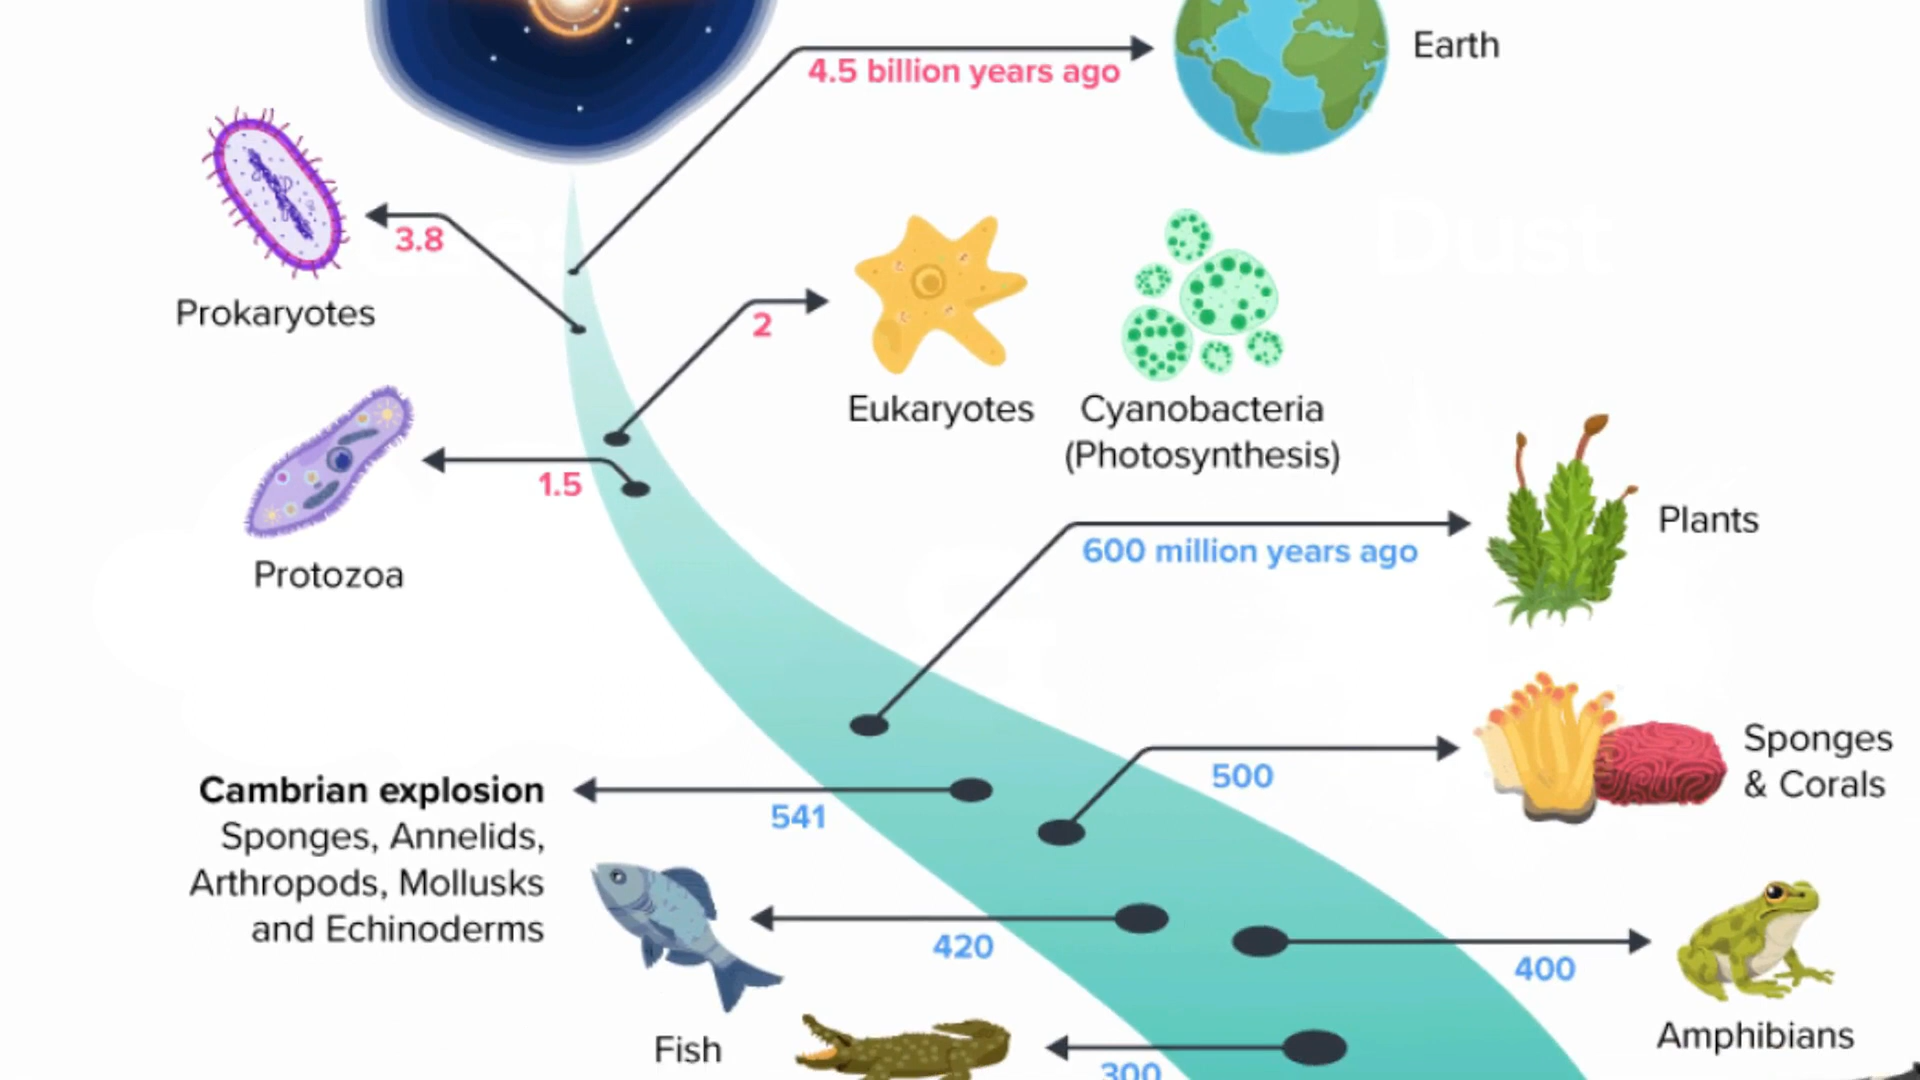 4.5 billion years ago
Earth
3.8
Prokaryotes
Dust
2
Eukaryotes
Cyanobacteria
(Photosynthesis)
1.5
Protozoa
600 million years ago
Plants
500
Sponges
& Corals
Cambrian explosion
Sponges, Annelids,
Arthropods, Mollusks
and Echinoderms
541
420
Fish
400
Amphibians
300